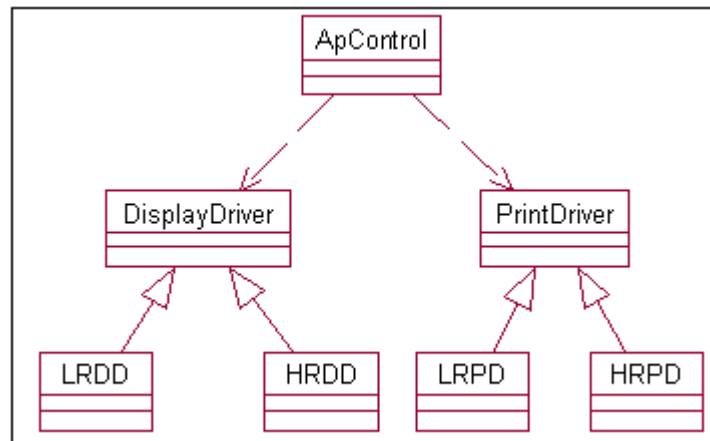 ApControl
DisplayDriver
PrintDriver
LRDD
HRDD
LRPD
HRPD